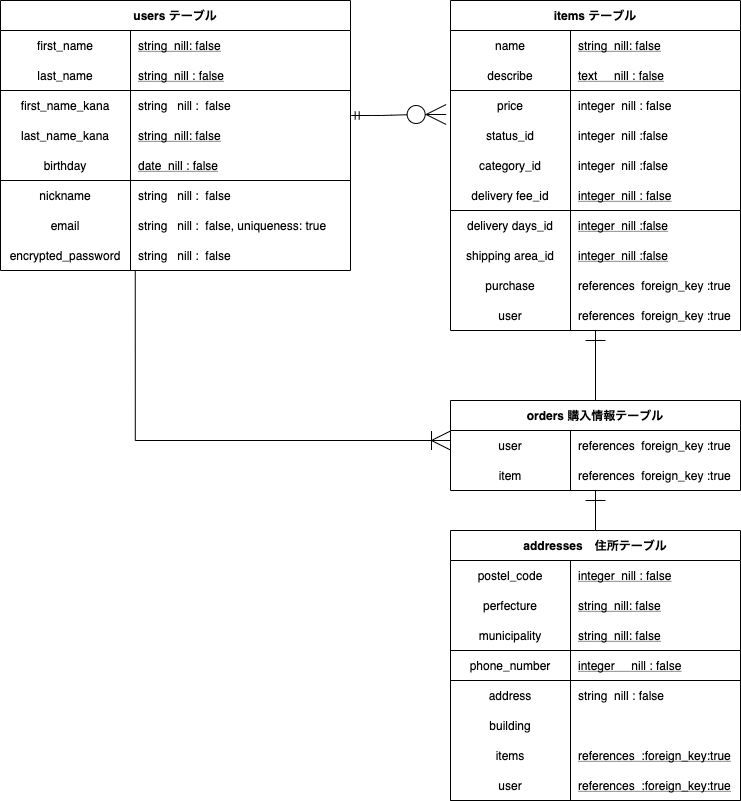 users テーブル
first_name string nill: false
last_name string nill : false
first_name_kana string nill : false
last_name_kana string nill: false
birthday date nill : false
nickname string nill : false
email string nill : false, uniqueness: true
encrypted_password string nill : false
items テーブル
name string nill: false
describe text nill : false
price integer nill : false
status_id integer nill :false
category_id integer nill :false
delivery fee_id integer nill : false
delivery days_id integer nill :false
shipping area_id integer nill :false
purchase references foreign_key :true
user references foreign_key :true
orders 購入情報テーブル
user references foreign_key :true
item references foreign_key :true
addresses　住所テーブル
postel_code integer nill : false
perfecture string nill: false
municipality string nill: false
phone_number integer nill : false
address string nill : false
building
items references :foreign_key:true
user references :foreign_key:true